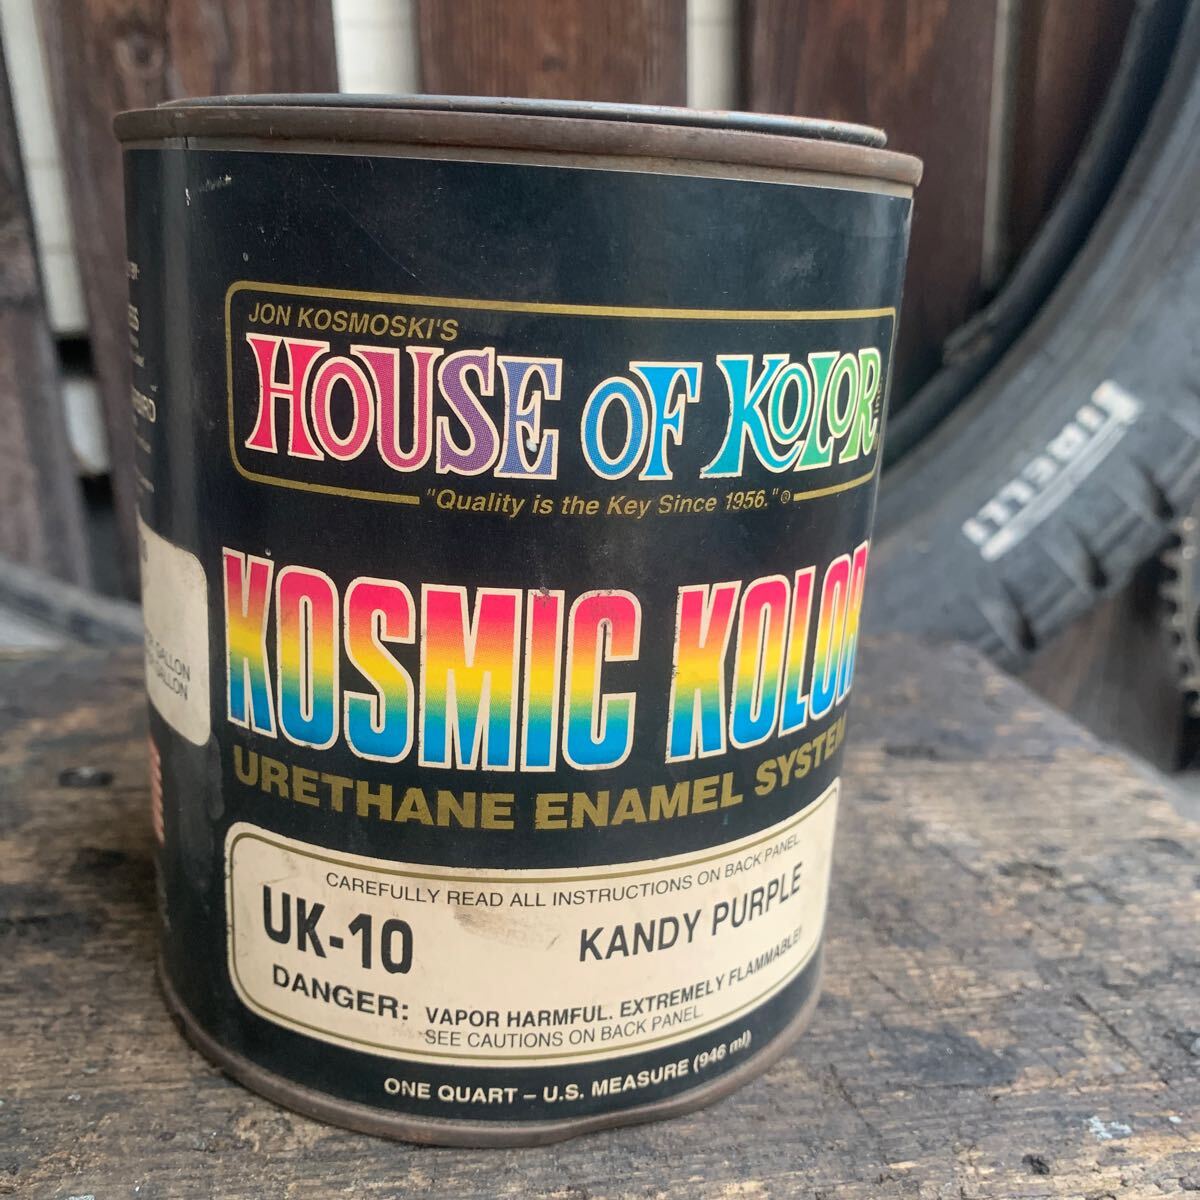 JON KOSMOSKI'S
HOUSE OF KOLOR
"Quality is the Key Since 1956."®
KOSMIC KOLOR
URETHANE ENAMEL SYSTEM
CAREFULLY READ ALL INSTRUCTIONS ON BACK PANEL.
UK-10 KANDY PURPLE
DANGER: VAPOR HARMFUL. EXTREMELY FLAMMABLE!
SEE CAUTIONS ON BACK PANEL.
ONE QUART – U.S. MEASURE (946 ml)
GALLON
GALLON
PIRELLI